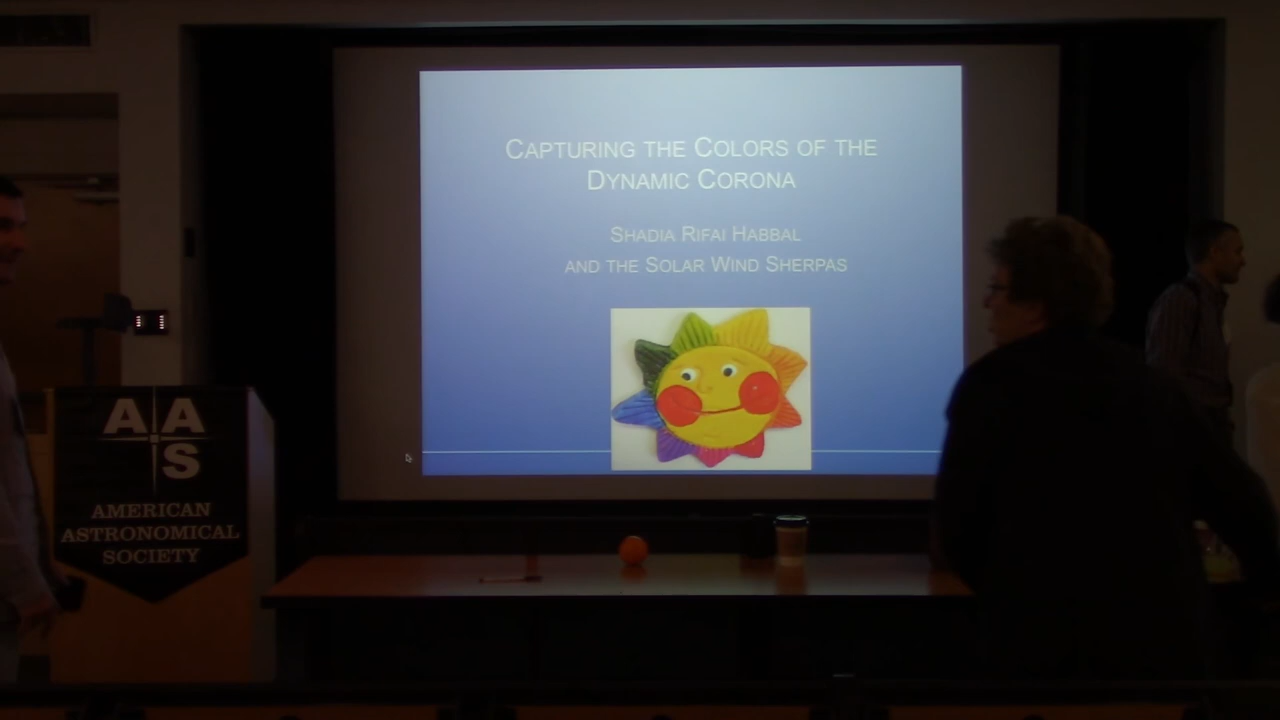 CAPTURING THE COLORS OF THE
DYNAMIC CORONA
SHADIA RIFAI HABBAL
AND THE SOLAR WIND SHERPAS
AAS
AMERICAN
ASTRONOMICAL
SOCIETY